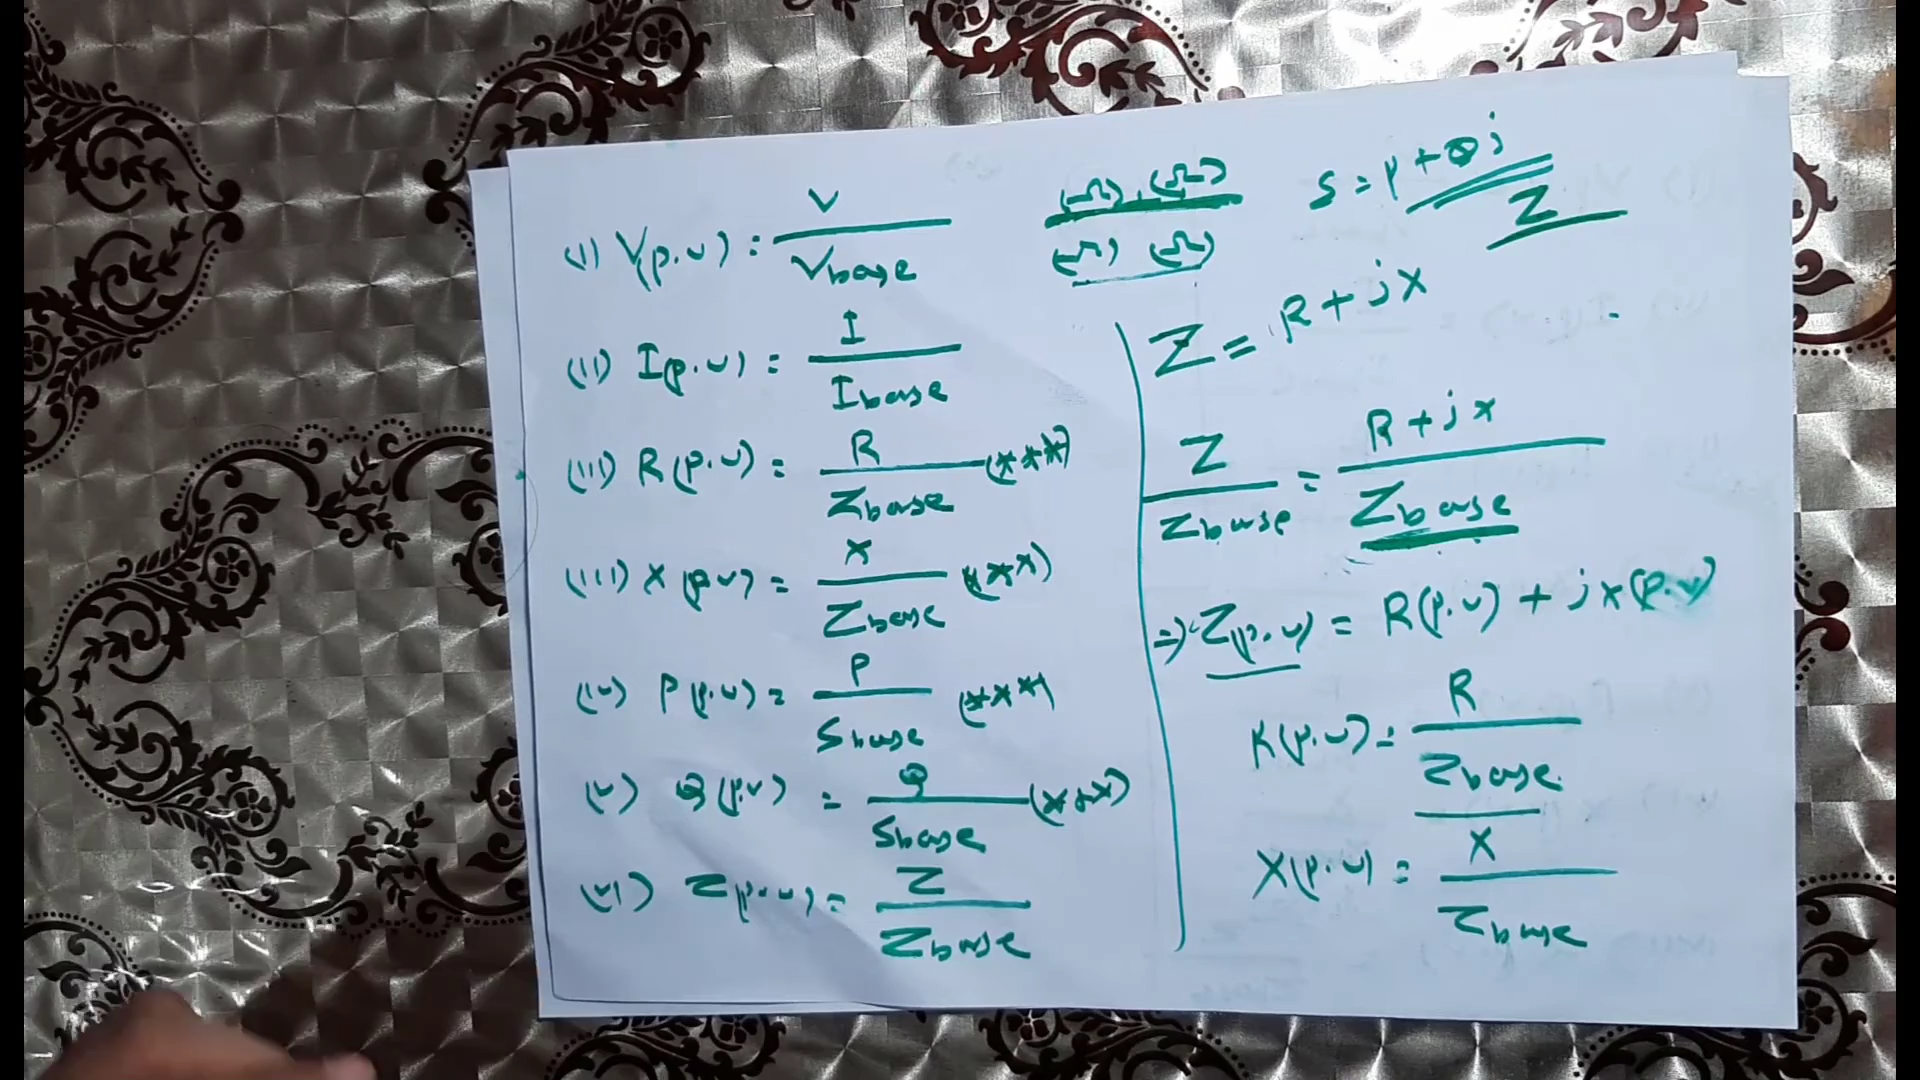 (i) V(p.u) = V / Vbase
(ii) I(p.u) = I / Ibase
(iii) R(p.u) = R / Zbase (***)
(iii) X(p.u) = X / Zbase (***)
(iv) P(p.u) = P / Sbase (***)
(v) Q(p.u) = Q / Sbase (***)
(vi) Z(p.u) = Z / Zbase
(Ω).(Ω) / (Ω) (Ω)
S = P + Qj
Z
Z = R + jX
Z / Zbase = R + jX / Zbase
⇒ Z(p.u) = R(p.u) + jX(p.u)
R(p.u) = R / Zbase
X(p.u) = X / Zbase